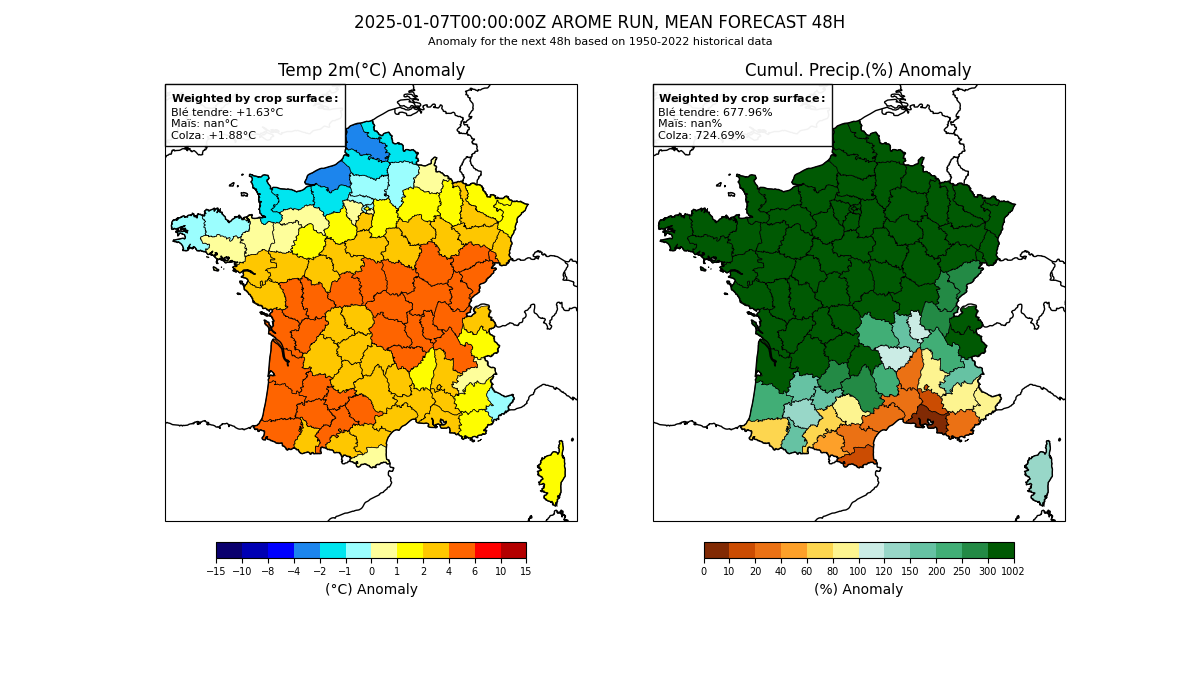 2025-01-07T00:00:00Z AROME RUN, MEAN FORECAST 48H
Anomaly for the next 48h based on 1950-2022 historical data
Temp 2m(°C) Anomaly
Weighted by crop surface:
Blé tendre: +1.63°C
Maïs: nan°C
Colza: +1.88°C
−15 −10 −8 −4 −2 −1 0 1 2 4 6 10 15
(°C) Anomaly
Cumul. Precip.(%) Anomaly
Weighted by crop surface:
Blé tendre: 677.96%
Maïs: nan%
Colza: 724.69%
0 10 20 40 60 80 100 120 150 200 250 300 1002
(%) Anomaly